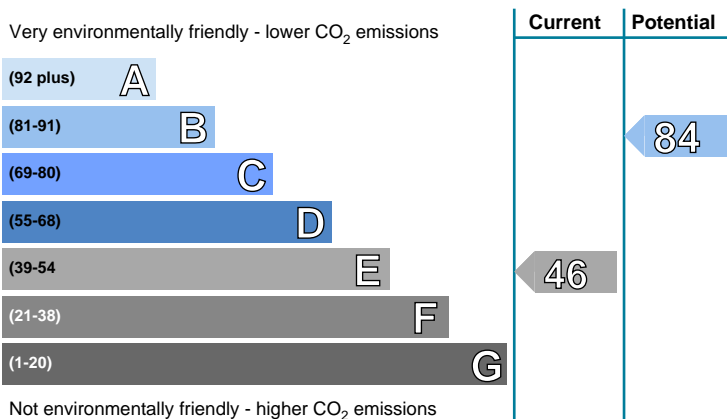 Current Potential
Very environmentally friendly - lower CO2 emissions
(92 plus) A
(81-91) B
84
(69-80) C
(55-68) D
(39-54 E
46
(21-38) F
(1-20) G
Not environmentally friendly - higher CO2 emissions